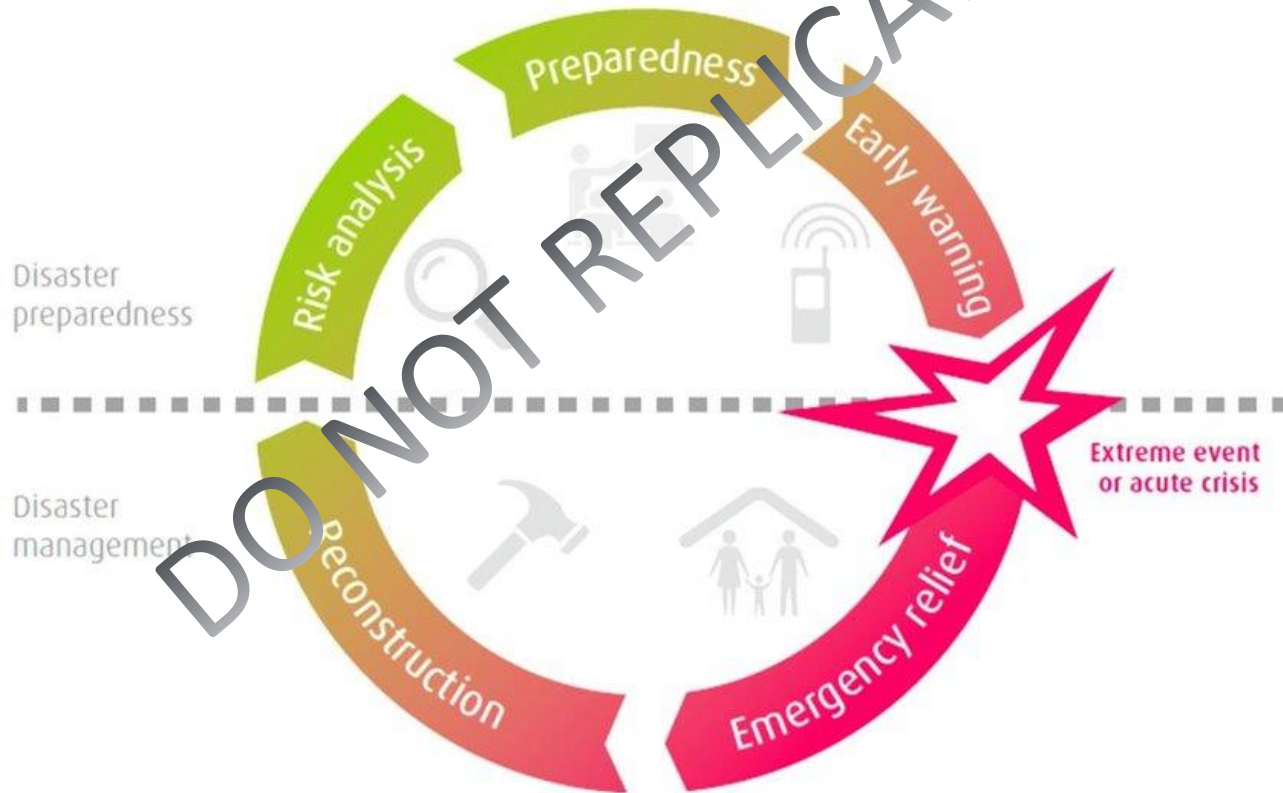 Preparedness
Early warning
Risk analysis
Disaster
preparedness
Extreme event
or acute crisis
Disaster
management
Reconstruction
Emergency relief
DO NOT REPLICA